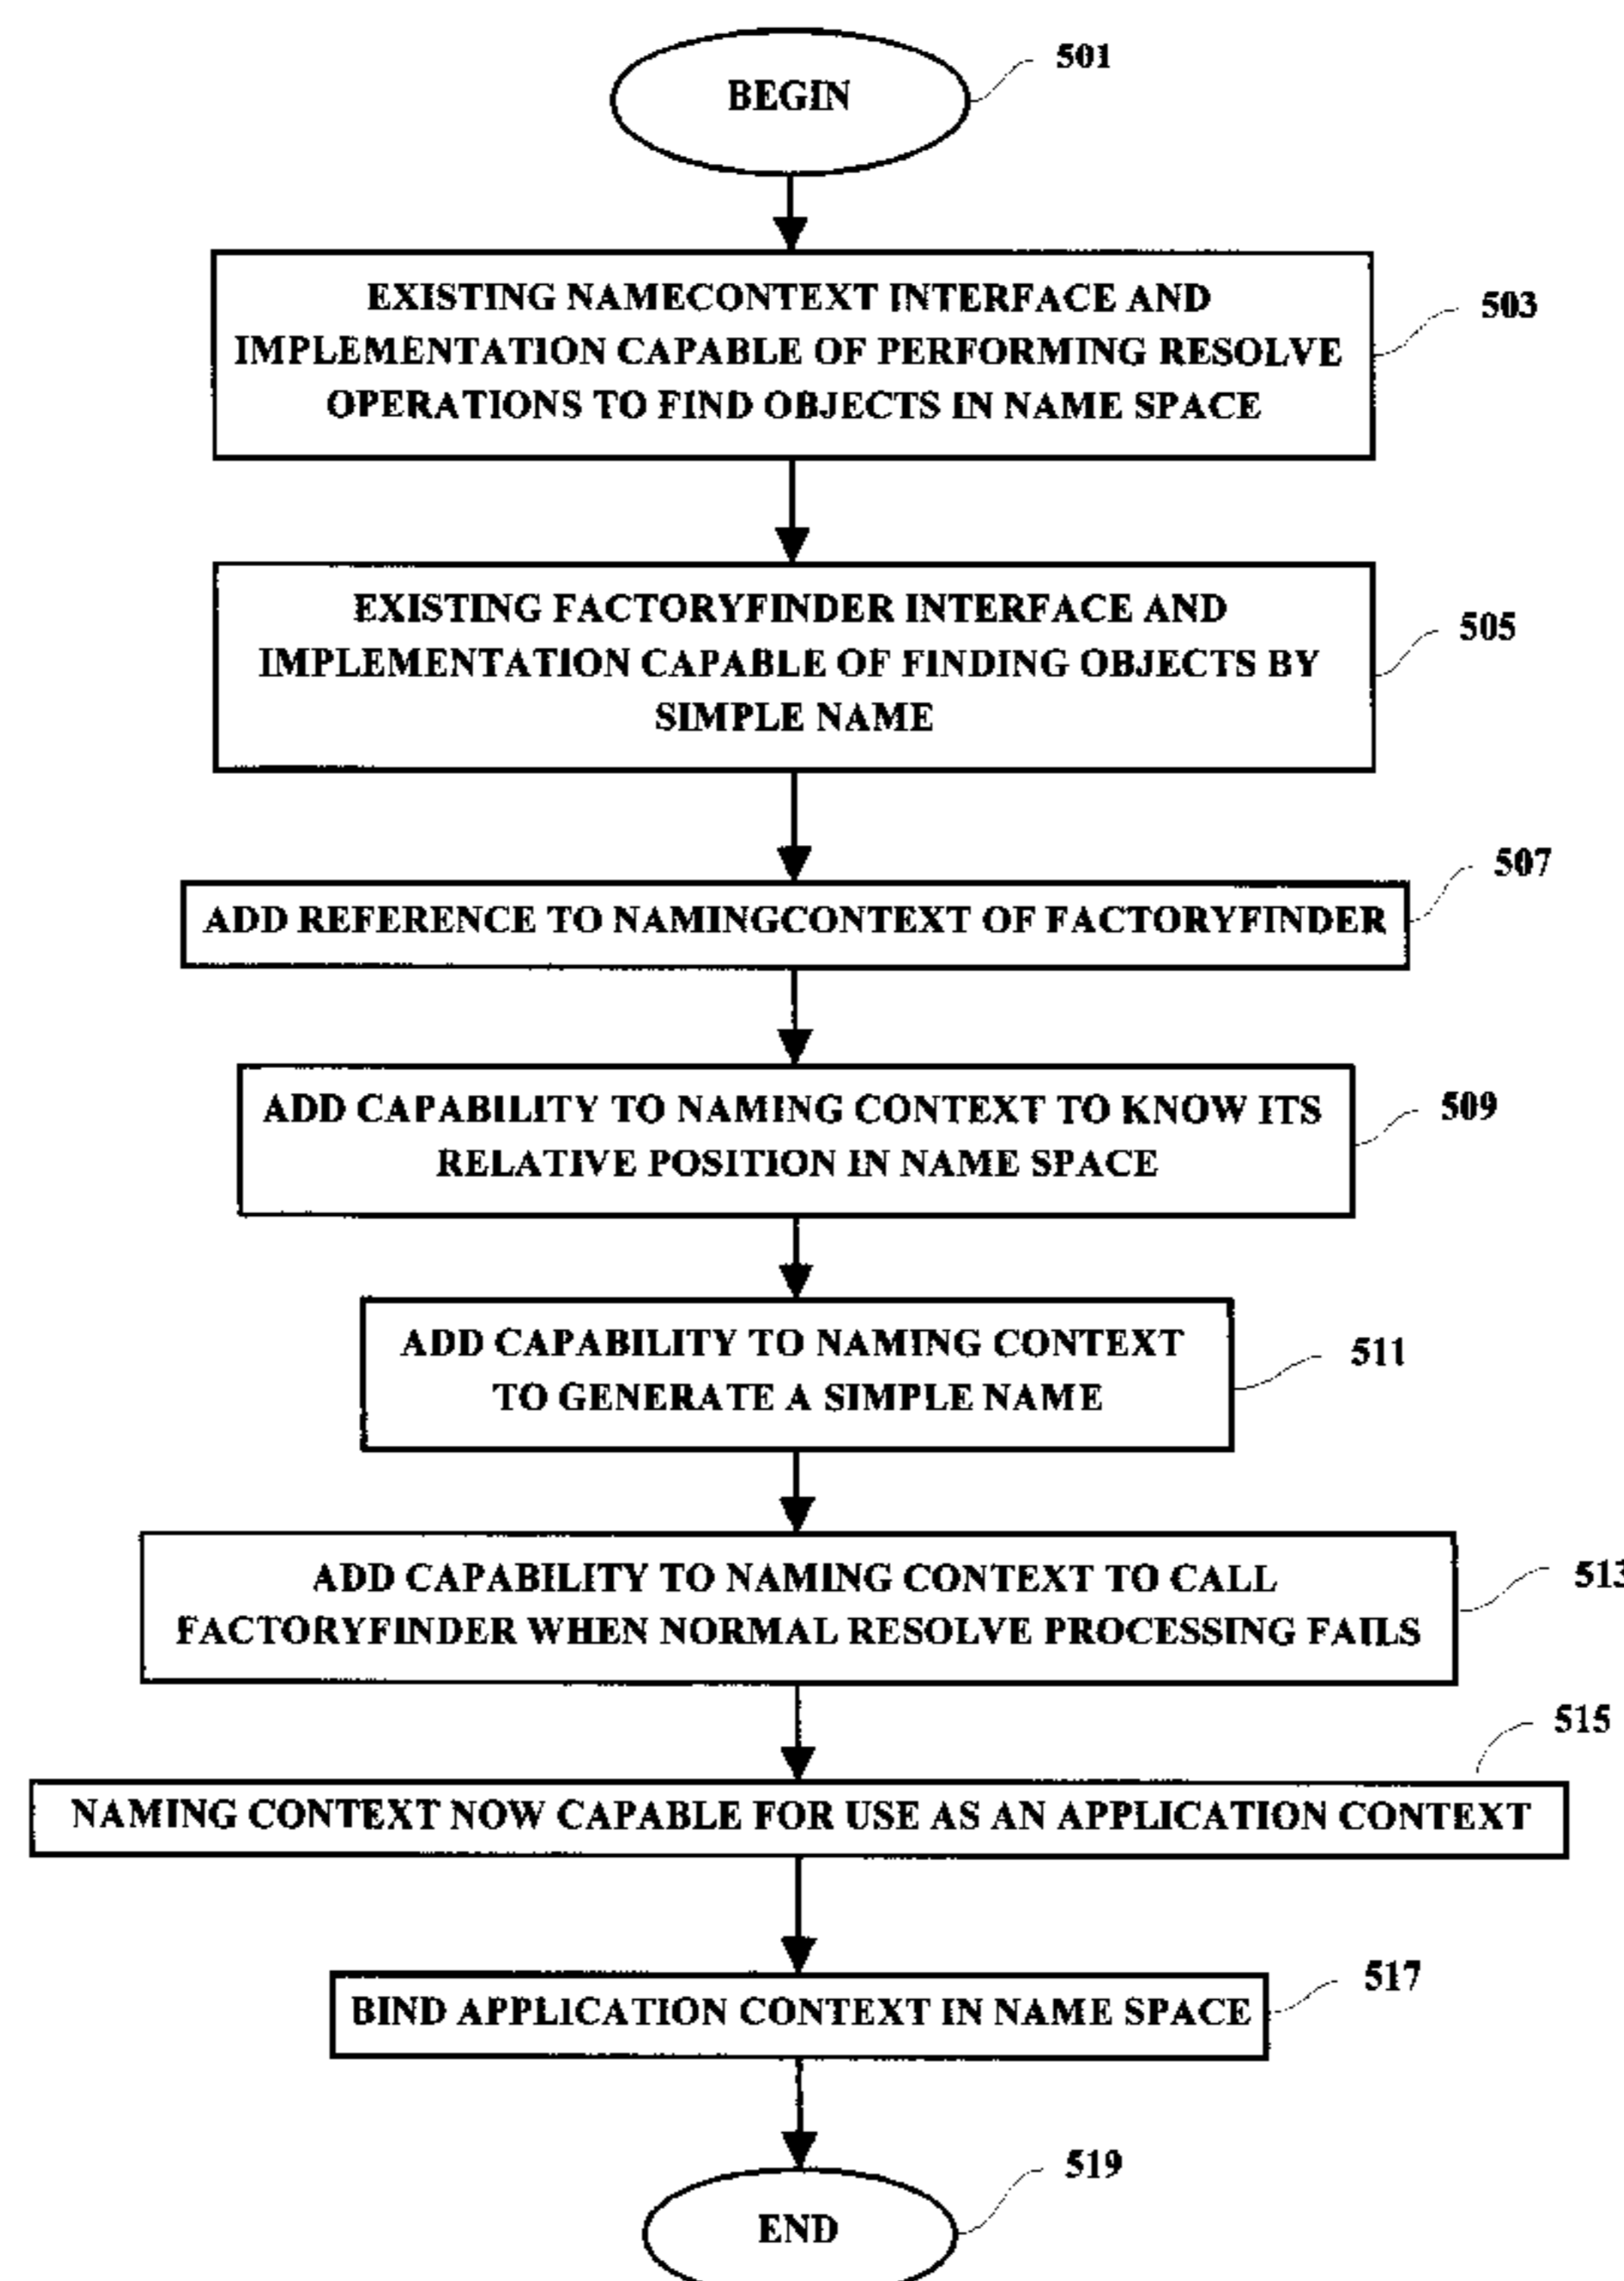 BEGIN
501
EXISTING NAMECONTEXT INTERFACE AND
IMPLEMENTATION CAPABLE OF PERFORMING RESOLVE
OPERATIONS TO FIND OBJECTS IN NAME SPACE
503
EXISTING FACTORYFINDER INTERFACE AND
IMPLEMENTATION CAPABLE OF FINDING OBJECTS BY
SIMPLE NAME
505
ADD REFERENCE TO NAMINGCONTEXT OF FACTORYFINDER
507
ADD CAPABILITY TO NAMING CONTEXT TO KNOW ITS
RELATIVE POSITION IN NAME SPACE
509
ADD CAPABILITY TO NAMING CONTEXT
TO GENERATE A SIMPLE NAME
511
ADD CAPABILITY TO NAMING CONTEXT TO CALL
FACTORYFINDER WHEN NORMAL RESOLVE PROCESSING FAILS
513
NAMING CONTEXT NOW CAPABLE FOR USE AS AN APPLICATION CONTEXT
515
BIND APPLICATION CONTEXT IN NAME SPACE
517
END
519